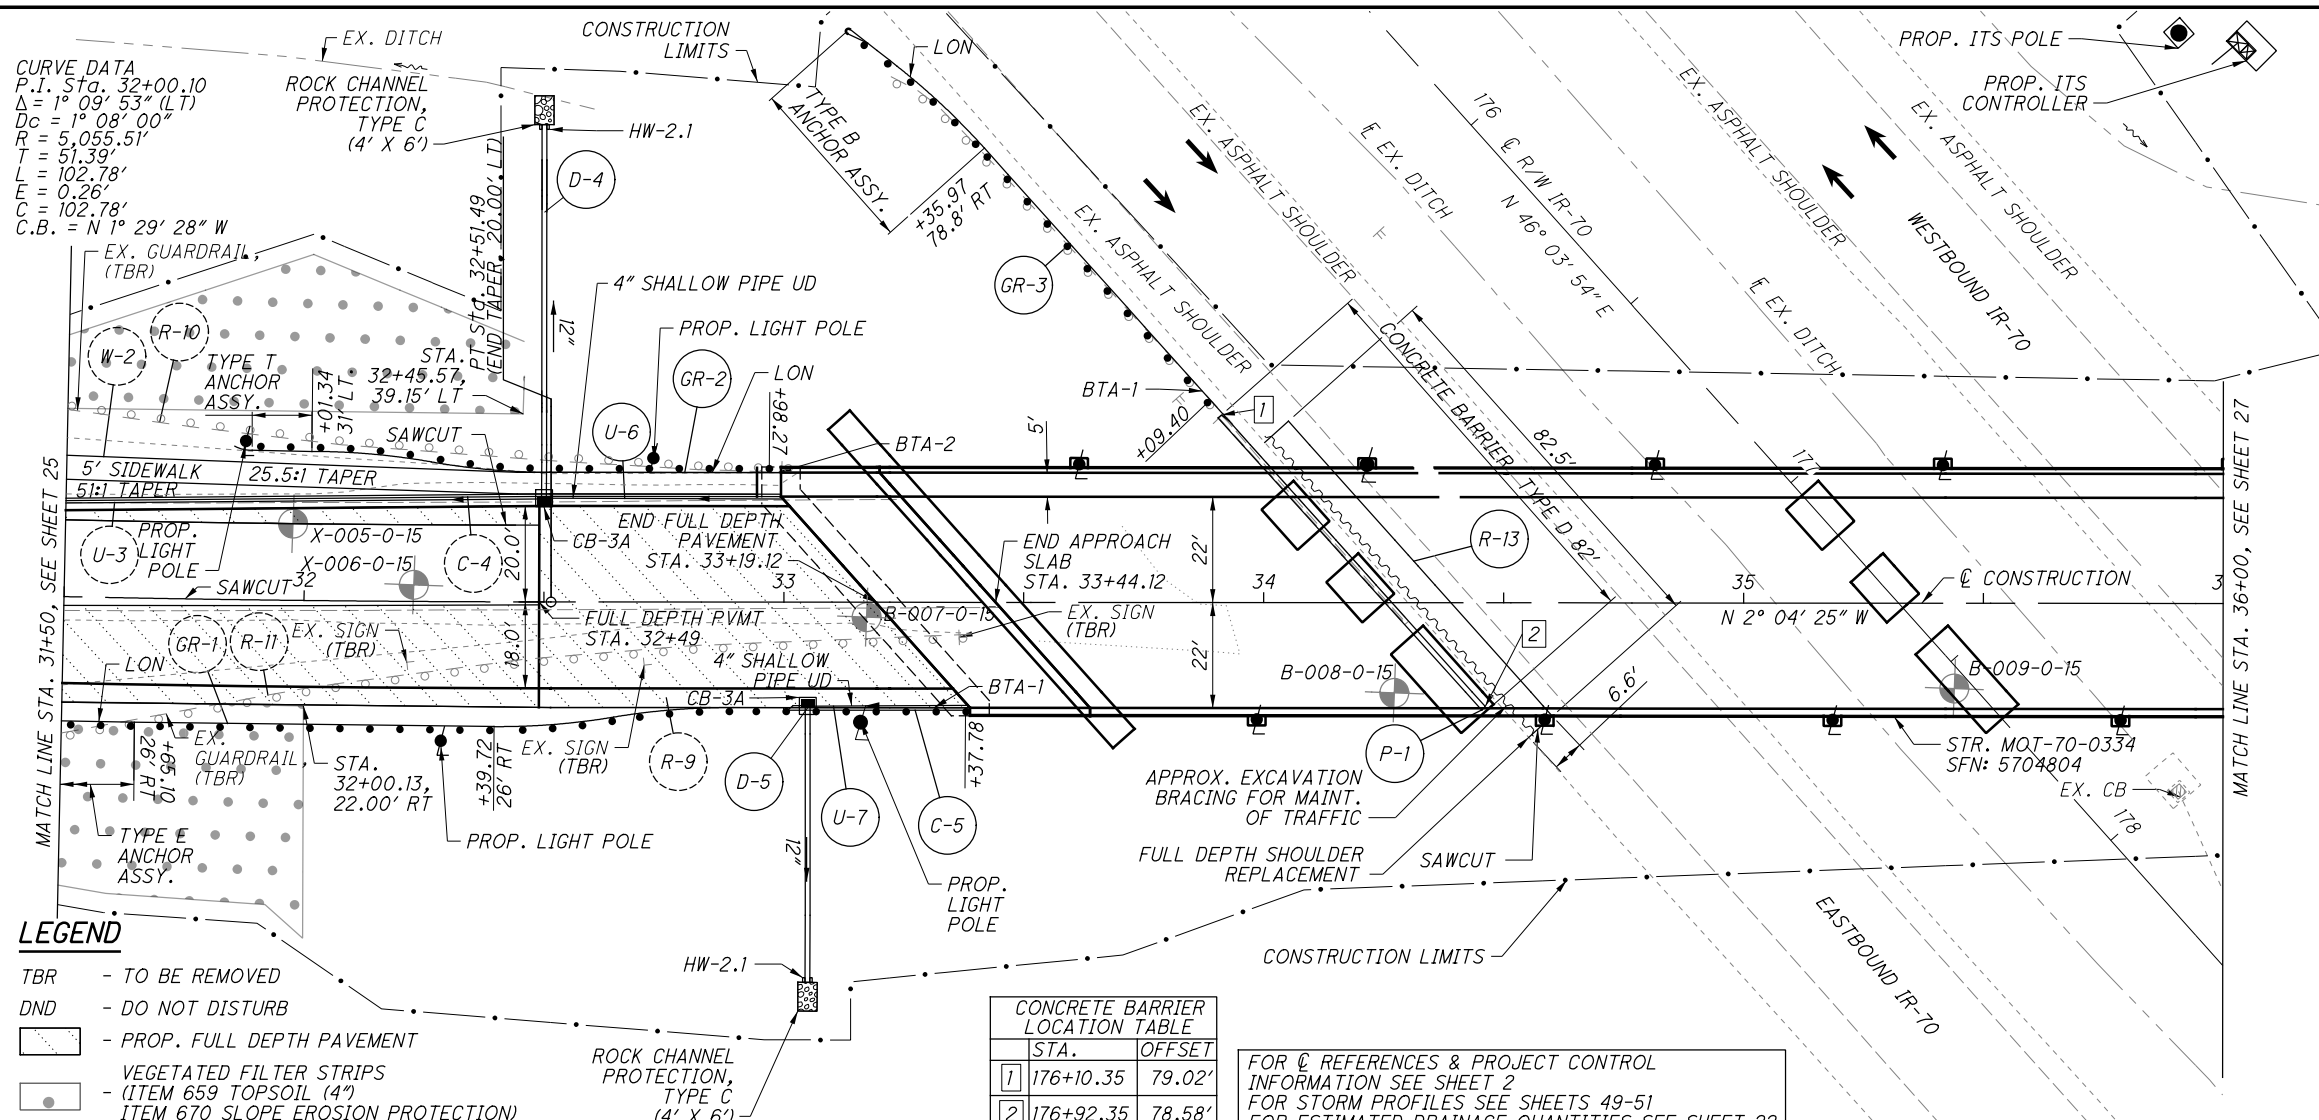 CURVE DATA
P.I. Sta. 32+00.10
Δ = 1° 09' 53" (LT)
Dc = 1° 08' 00"
R = 5,055.51'
T = 51.39'
L = 102.78'
E = 0.26'
C = 102.78'
C.B. = N 1° 29' 28" W
EX. DITCH
ROCK CHANNEL
PROTECTION,
TYPE C
(4' X 6')
HW-2.1
CONSTRUCTION
LIMITS
LON
TYPE B
ANCHOR ASSY.
+35.97
78.8' RT
D-4
PT Sta. 32+51.49
(END TAPER, 20.00' LT)
12"
EX. GUARDRAIL,
(TBR)
R-10
W-2
TYPE T
ANCHOR
ASSY.
+01.34
31' LT
STA.
32+45.57,
39.15' LT
4" SHALLOW PIPE UD
PROP. LIGHT POLE
GR-2
LON
U-6
+98.27
BTA-2
SAWCUT
5' SIDEWALK
25.5:1 TAPER
51:1 TAPER
GR-3
EX. ASPHALT SHOULDER
EX. ASPHALT SHOULDER
BTA-1
+09.40
1
5'
CONCRETE BARRIER, TYPE D 82'
82.5'
176
℄ R/W IR-70
N 46° 03' 54" E
℄ EX. DITCH
EX. ASPHALT SHOULDER
EX. ASPHALT SHOULDER
WESTBOUND IR-70
℄ EX. DITCH
PROP. ITS POLE
PROP. ITS
CONTROLLER
177
MATCH LINE STA. 31+50, SEE SHEET 25
MATCH LINE STA. 36+00, SEE SHEET 27
U-3
PROP.
LIGHT
POLE
X-005-0-15
X-006-0-15
SAWCUT
32
C-4
20.0'
CB-3A
END FULL DEPTH
PAVEMENT
STA. 33+19.12
33
END APPROACH
SLAB
STA. 33+44.12
22'
34
R-13
35
℄ CONSTRUCTION
3
N 2° 04' 25" W
FULL DEPTH PVMT
STA. 32+49
B-007-0-15
EX. SIGN
(TBR)
22'
2
GR-1
R-11
EX. SIGN
(TBR)
18.0'
LON
4" SHALLOW
PIPE UD
CB-3A
BTA-1
B-008-0-15
B-009-0-15
6.6'
P-1
26' RT
+65.10
EX.
GUARDRAIL,
(TBR)
STA.
32+00.13,
22.00' RT
+39.72
26' RT
EX. SIGN
(TBR)
R-9
D-5
+37.78
APPROX. EXCAVATION
BRACING FOR MAINT.
OF TRAFFIC
STR. MOT-70-0334
SFN: 5704804
EX. CB
178
TYPE E
ANCHOR
ASSY.
PROP. LIGHT POLE
12"
U-7
C-5
FULL DEPTH SHOULDER
REPLACEMENT
SAWCUT
PROP.
LIGHT
POLE
EASTBOUND IR-70
CONSTRUCTION LIMITS
HW-2.1
ROCK CHANNEL
PROTECTION,
TYPE C
(4' X 6')
LEGEND
TBR - TO BE REMOVED
DND - DO NOT DISTURB
- PROP. FULL DEPTH PAVEMENT
VEGETATED FILTER STRIPS
- (ITEM 659 TOPSOIL (4")
ITEM 670 SLOPE EROSION PROTECTION)
CONCRETE BARRIER
LOCATION TABLE
STA. OFFSET
1 176+10.35 79.02'
2 176+92.35 78.58'
FOR ℄ REFERENCES & PROJECT CONTROL
INFORMATION SEE SHEET 2
FOR STORM PROFILES SEE SHEETS 49-51
FOR ESTIMATED DRAINAGE QUANTITIES SEE SHEET